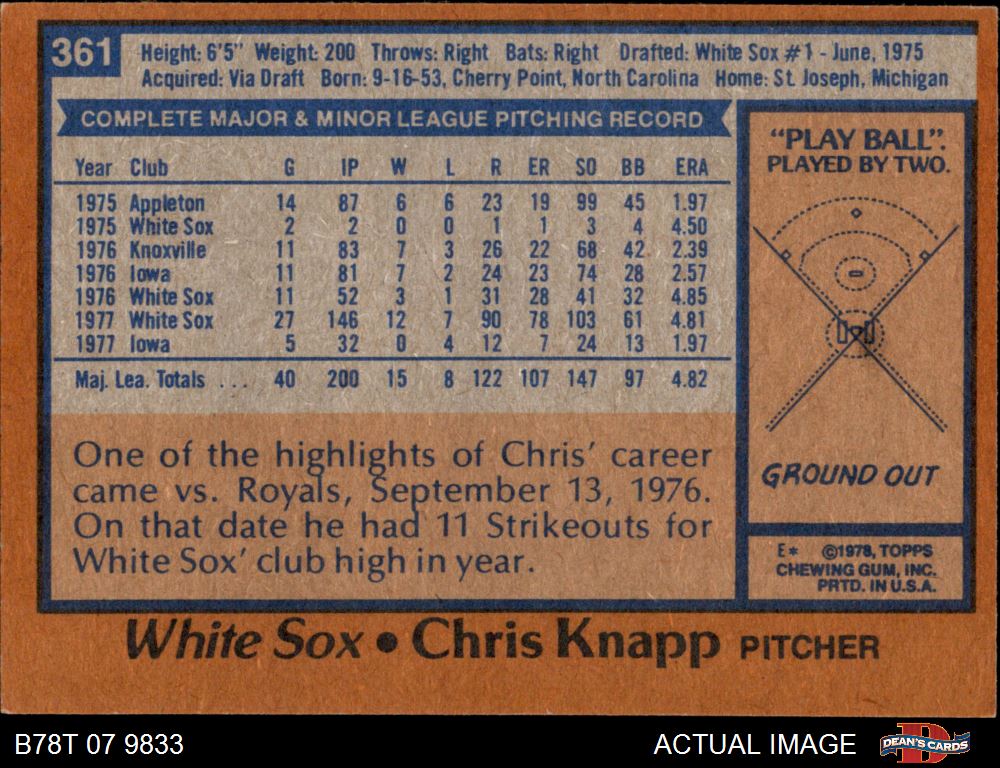 361
Height: 6'5" Weight: 200 Throws: Right Bats: Right Drafted: White Sox #1 - June, 1975
Acquired: Via Draft Born: 9-16-53, Cherry Point, North Carolina Home: St. Joseph, Michigan
COMPLETE MAJOR & MINOR LEAGUE PITCHING RECORD
Year Club G IP W L R ER SO BB ERA
1975 Appleton 14 87 6 6 23 19 99 45 1.97
1975 White Sox 2 2 0 0 1 1 3 4 4.50
1976 Knoxville 11 83 7 3 26 22 68 42 2.39
1976 Iowa 11 81 7 2 24 23 74 28 2.57
1976 White Sox 11 52 3 1 31 28 41 32 4.85
1977 White Sox 27 146 12 7 90 78 103 61 4.81
1977 Iowa 5 32 0 4 12 7 24 13 1.97
Maj. Lea. Totals ... 40 200 15 8 122 107 147 97 4.82
One of the highlights of Chris' career
came vs. Royals, September 13, 1976.
On that date he had 11 Strikeouts for
White Sox' club high in year.
"PLAY BALL".
PLAYED BY TWO.
GROUND OUT
E* ©1978, TOPPS
CHEWING GUM, INC.
PRTD. IN U.S.A.
White Sox • Chris Knapp PITCHER
B78T 07 9833
ACTUAL IMAGE
D
DEAN'S CARDS